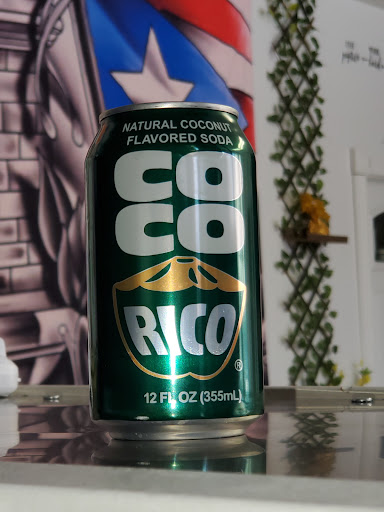 NATURAL COCONUT
FLAVORED SODA
CO
CO
RICO
®
12 FL OZ (355mL)